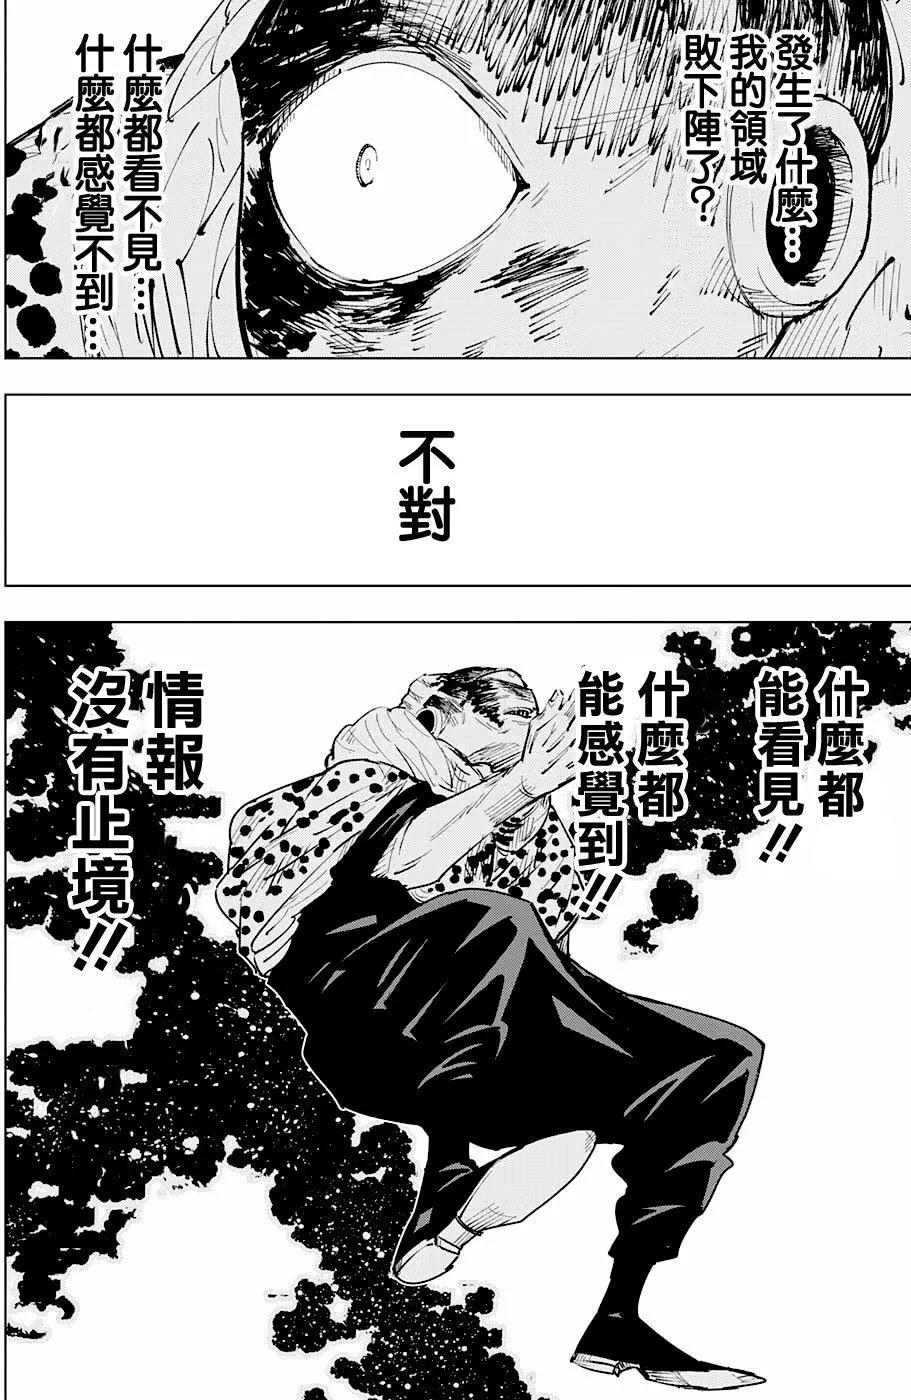 發生了什麼…
我的領域
敗下陣了?
什麼都看不見…
什麼都感覺不到…
不對
什麼都
能看見!!
什麼都
能感覺到!!
情報
沒有止境!!